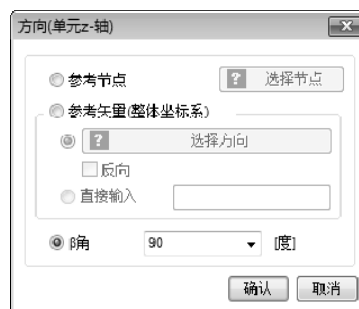 方向(单元z-轴)
参考节点
? 选择节点
参考矢量(整体坐标系)
? 选择方向
反向
直接输入
β角 90 [度]
确认 取消